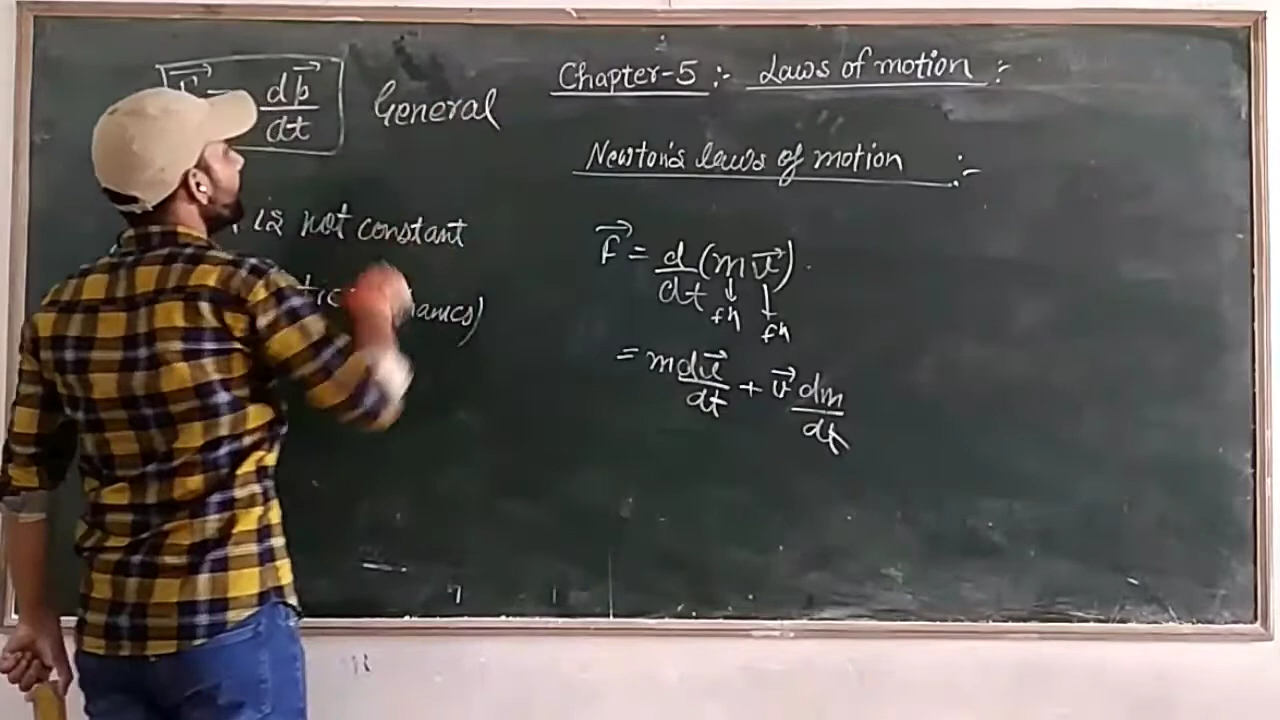 dp⃗/dt General
is not constant
Chapter-5 :- Laws of motion :-
Newton's laws of motion :-
F⃗ = d/dt (m v⃗)
fn fn
= m dv⃗/dt + v⃗ dm/dt